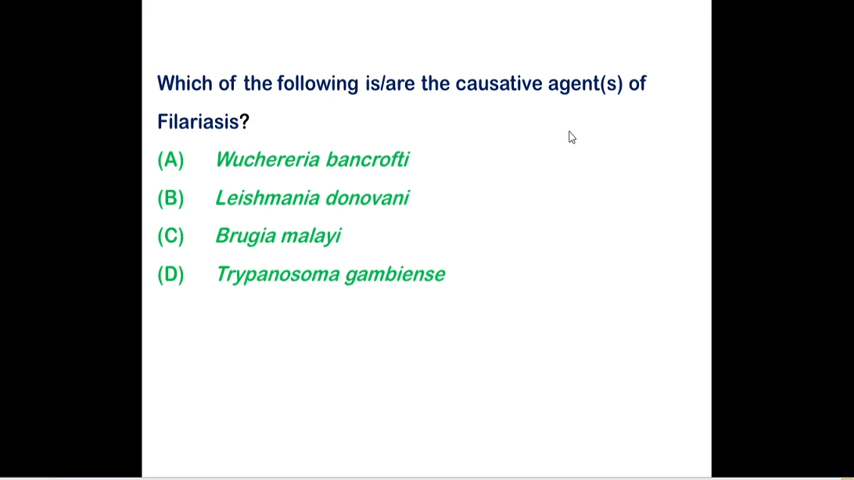 Which of the following is/are the causative agent(s) of
Filariasis?
(A) Wuchereria bancrofti
(B) Leishmania donovani
(C) Brugia malayi
(D) Trypanosoma gambiense